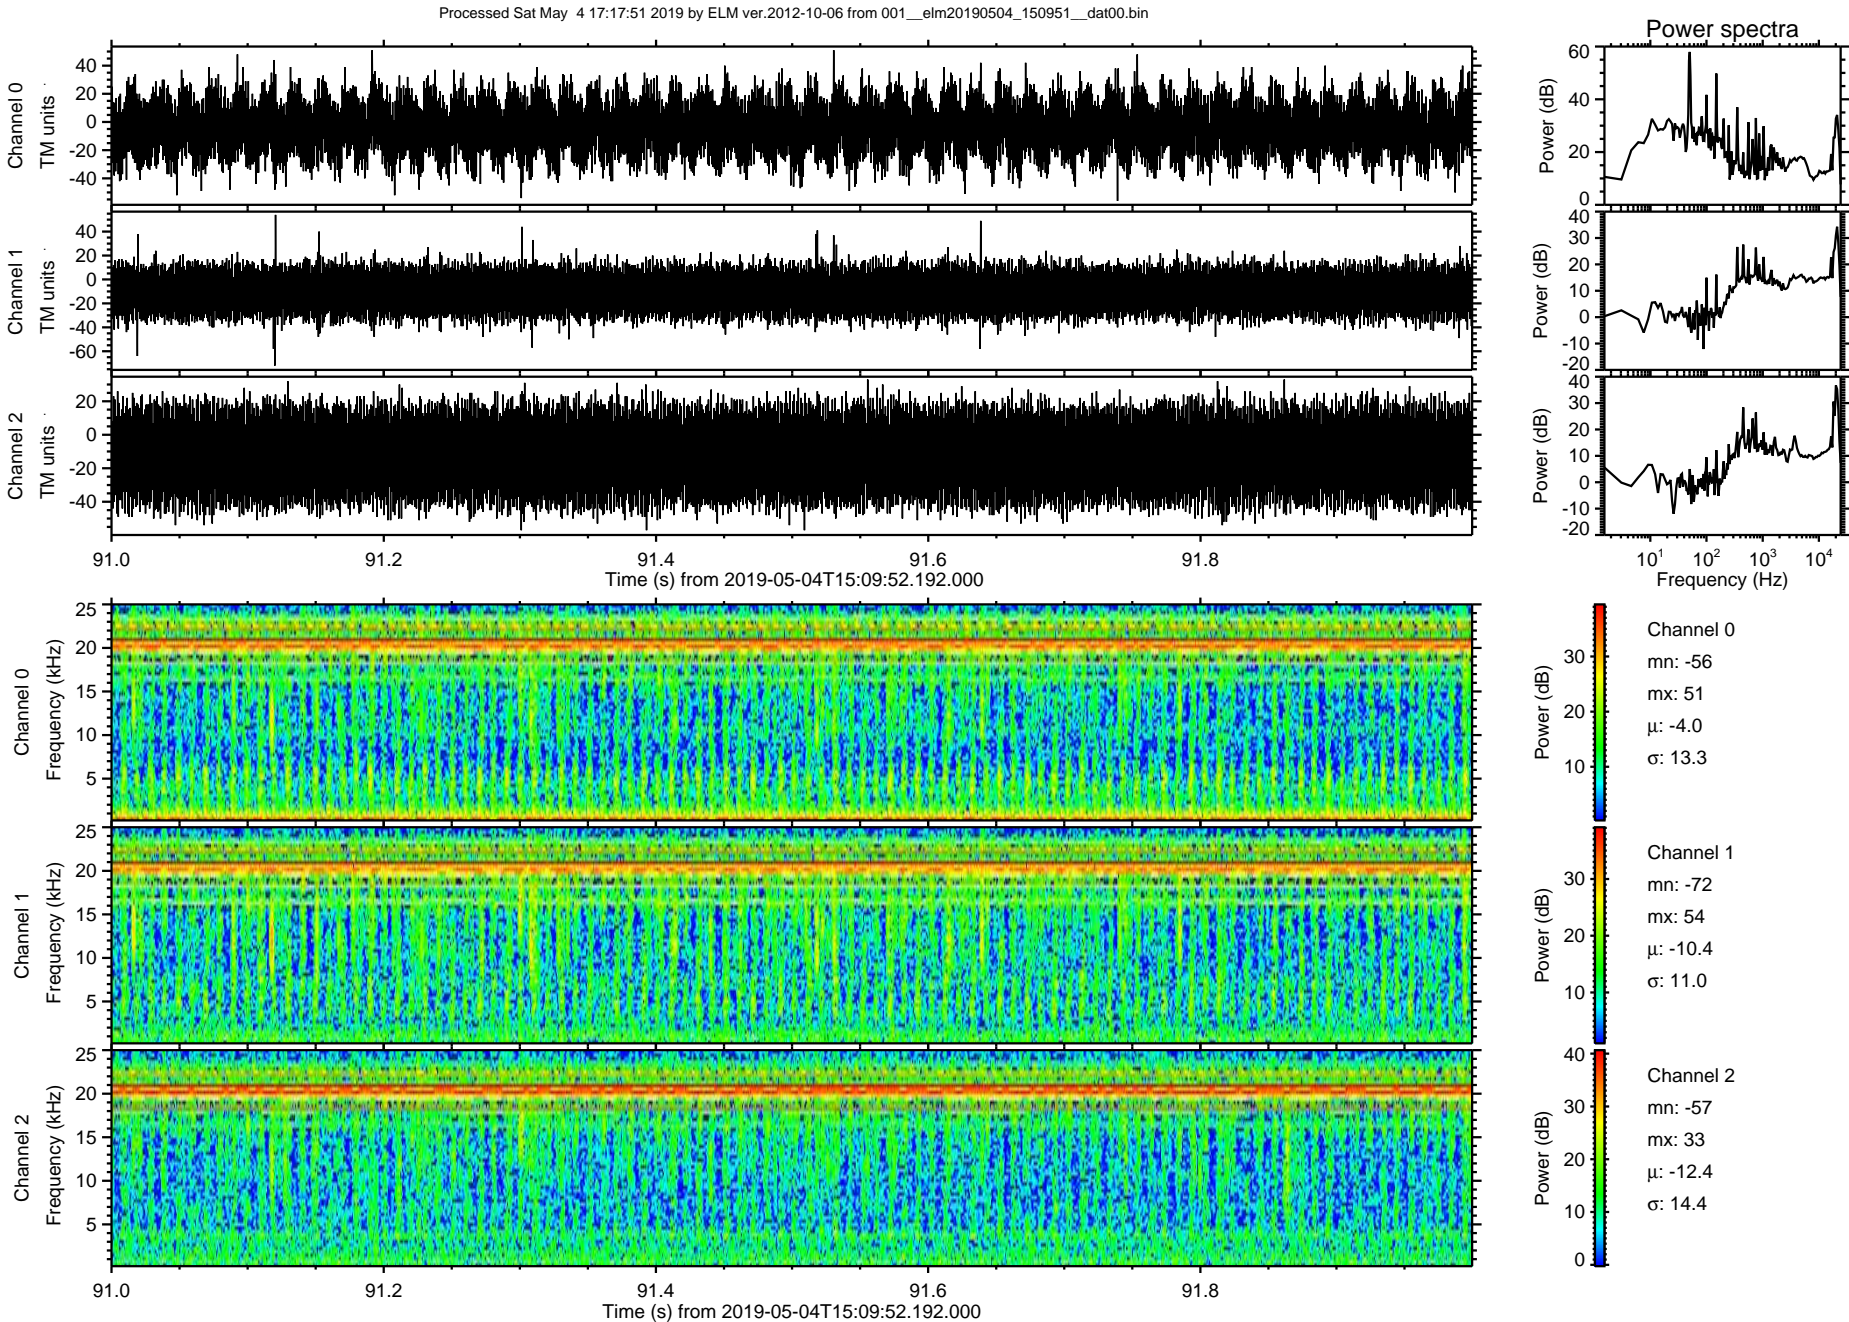 Processed Sat May  4 17:17:51 2019 by ELM ver.2012-10-06 from 001__elm20190504_150951__dat00.bin
Power spectra
Channel 0
TM units
40
20
0
-20
-40
Power (dB)
60
40
20
0
Channel 1
TM units
40
20
0
-20
-40
-60
Power (dB)
40
30
20
10
0
-10
-20
Channel 2
TM units
20
0
-20
-40
Power (dB)
40
30
20
10
0
-10
-20
91.0 91.2 91.4 91.6 91.8
Time (s) from 2019-05-04T15:09:52.192.000
10^1 10^2 10^3 10^4
Frequency (Hz)
Channel 0
Frequency (kHz)
25
20
15
10
5
Power (dB)
30
20
10
Channel 0
mn: -56
mx: 51
μ: -4.0
σ: 13.3
Channel 1
Frequency (kHz)
25
20
15
10
5
Power (dB)
30
20
10
Channel 1
mn: -72
mx: 54
μ: -10.4
σ: 11.0
Channel 2
Frequency (kHz)
25
20
15
10
5
Power (dB)
40
30
20
10
0
Channel 2
mn: -57
mx: 33
μ: -12.4
σ: 14.4
91.0 91.2 91.4 91.6 91.8
Time (s) from 2019-05-04T15:09:52.192.000